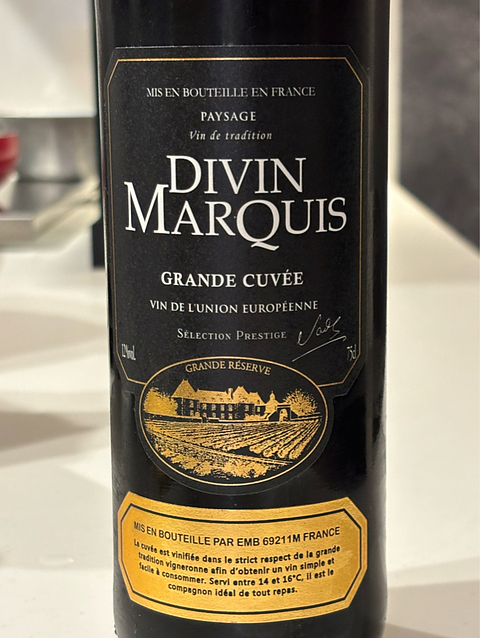 MIS EN BOUTEILLE EN FRANCE
PAYSAGE
Vin de tradition
DIVIN
MARQUIS
GRANDE CUVÉE
VIN DE L'UNION EUROPÉENNE
SÉLECTION PRESTIGE
12%vol.
75cl
GRANDE RÉSERVE
MIS EN BOUTEILLE PAR EMB 69211M FRANCE
La cuvée est vinifiée dans le strict respect de la grande
tradition vigneronne afin d'obtenir un vin simple et
facile à consommer. Servi entre 14 et 16°C, il est le
compagnon idéal de tout repas.